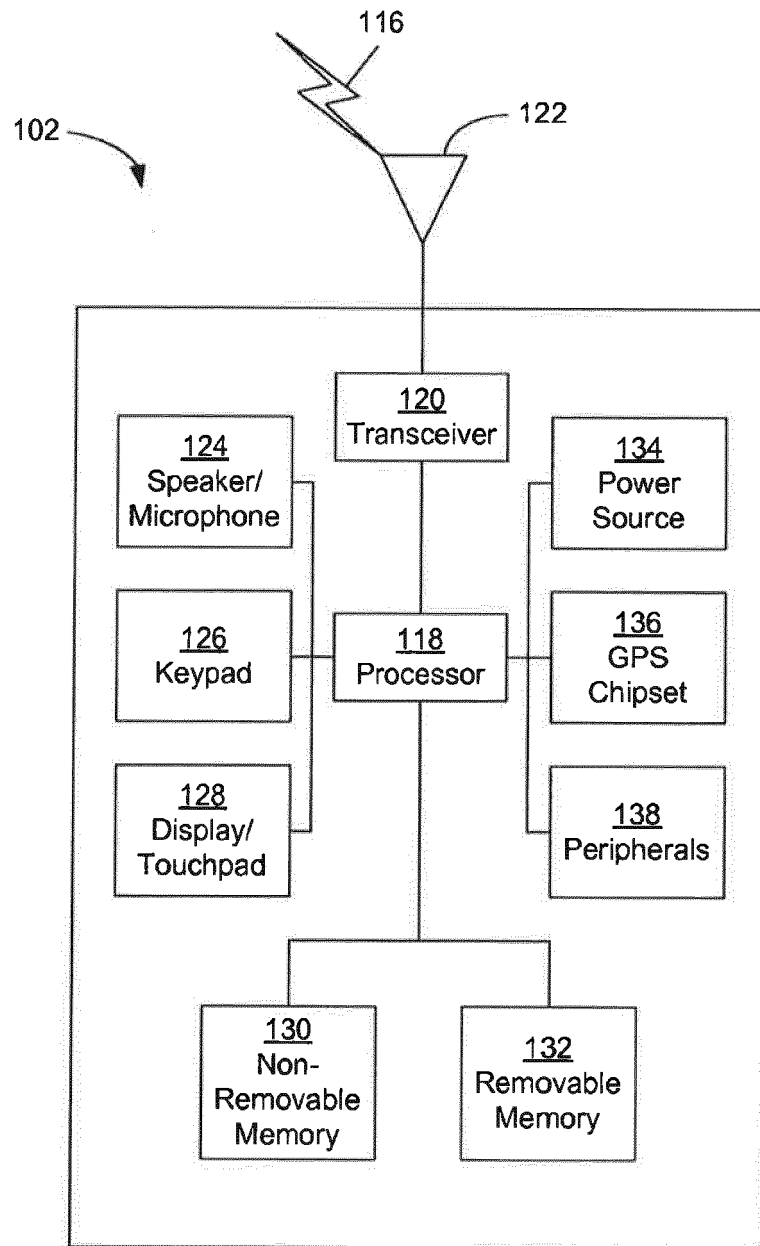 116
122
102
120
Transceiver
124
Speaker/
Microphone
134
Power
Source
126
Keypad
118
Processor
136
GPS
Chipset
128
Display/
Touchpad
138
Peripherals
130
Non-
Removable
Memory
132
Removable
Memory